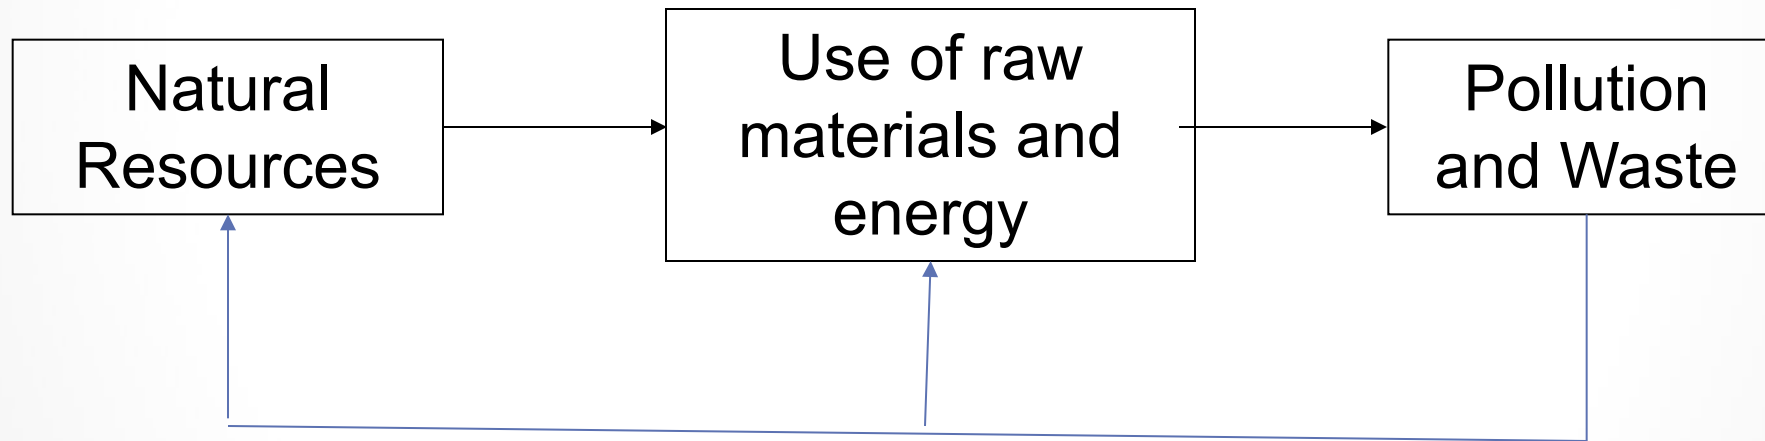 Natural
Resources
Use of raw
materials and
energy
Pollution
and Waste